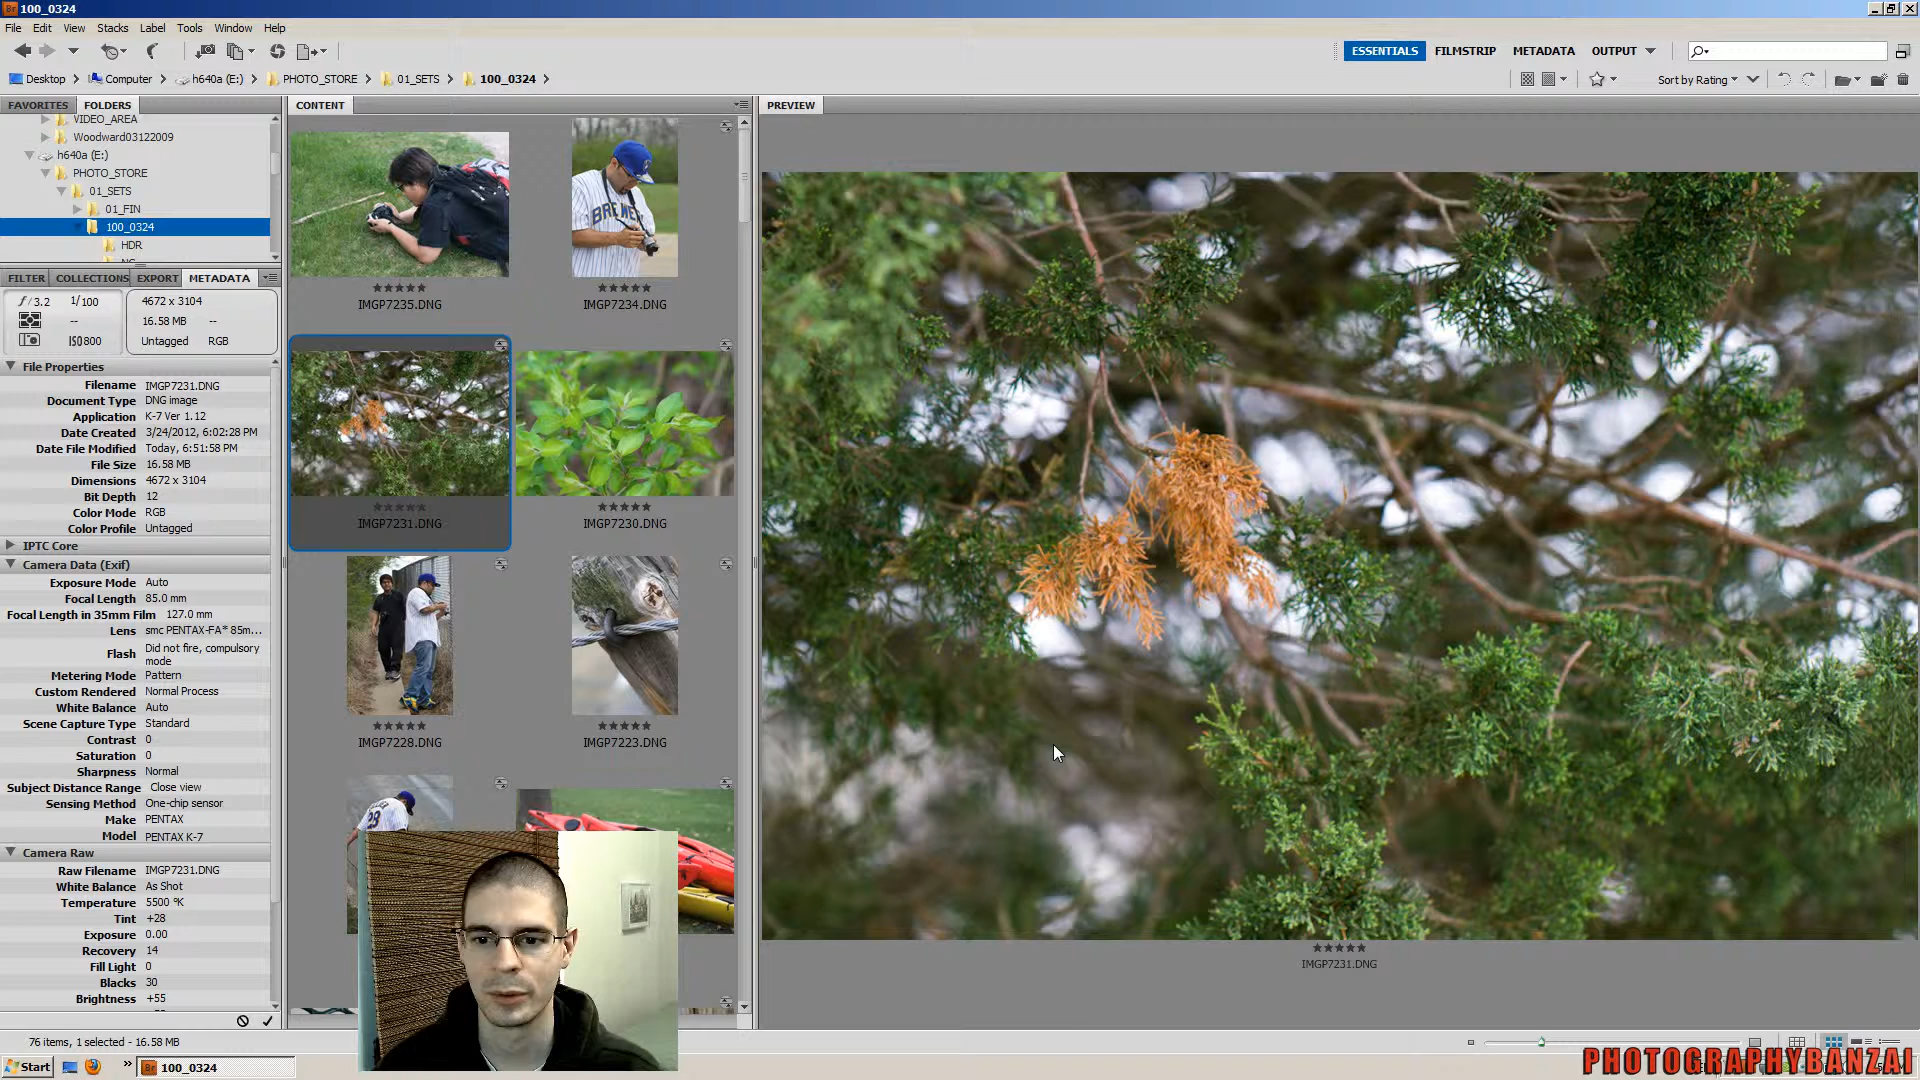 Br 100_0324
File Edit View Stacks Label Tools Window Help
ESSENTIALS FILMSTRIP METADATA OUTPUT
Desktop Computer h640a (E:) PHOTO_STORE 01_SETS 100_0324
Sort by Rating
FAVORITES FOLDERS
VIDEO_AREA
Woodward03122009
h640a (E:)
PHOTO_STORE
01_SETS
01_FIN
100_0324
HDR
FILTER COLLECTIONS EXPORT METADATA
f/3.2 1/100
--
ISO800
4672 x 3104
16.58 MB --
Untagged RGB
File Properties
Filename IMGP7231.DNG
Document Type DNG image
Application K-7 Ver 1.12
Date Created 3/24/2012, 6:02:28 PM
Date File Modified Today, 6:51:58 PM
File Size 16.58 MB
Dimensions 4672 x 3104
Bit Depth 12
Color Mode RGB
Color Profile Untagged
IPTC Core
Camera Data (Exif)
Exposure Mode Auto
Focal Length 85.0 mm
Focal Length in 35mm Film 127.0 mm
Lens smc PENTAX-FA* 85m...
Flash Did not fire, compulsory
mode
Metering Mode Pattern
Custom Rendered Normal Process
White Balance Auto
Scene Capture Type Standard
Contrast 0
Saturation 0
Sharpness Normal
Subject Distance Range Close view
Sensing Method One-chip sensor
Make PENTAX
Model PENTAX K-7
Camera Raw
Raw Filename IMGP7231.DNG
White Balance As Shot
Temperature 5500 °K
Tint +28
Exposure 0.00
Recovery 14
Fill Light 0
Blacks 30
Brightness +55
CONTENT
IMGP7235.DNG
BREWE
IMGP7234.DNG
IMGP7231.DNG
IMGP7230.DNG
IMGP7228.DNG
IMGP7223.DNG
28
PREVIEW
IMGP7231.DNG
76 items, 1 selected - 16.58 MB
Start
Br 100_0324
PHOTOGRAPHYBANZAI